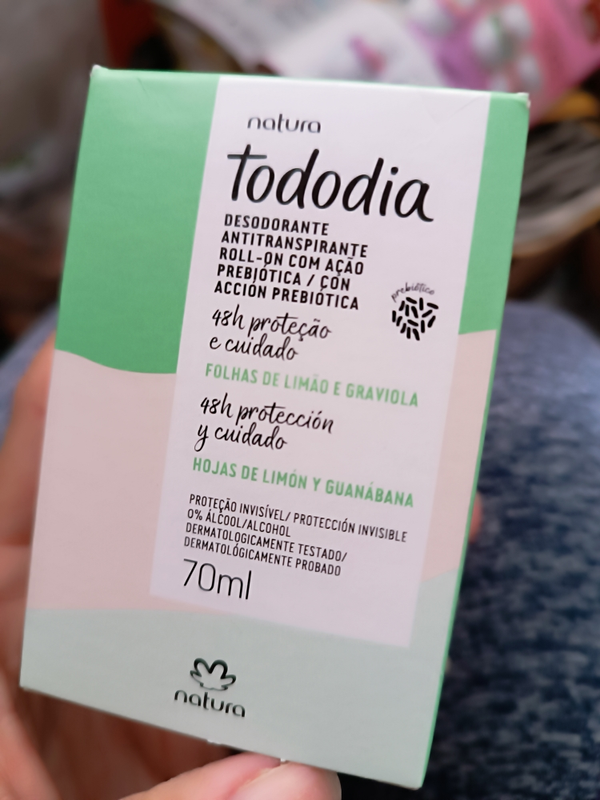 natura
tododia
DESODORANTE
ANTITRANSPIRANTE
ROLL-ON COM AÇÃO
PREBIÓTICA / CON
ACCIÓN PREBIÓTICA
prebiótico
48h proteção
e cuidado
FOLHAS DE LIMÃO E GRAVIOLA
48h protección
y cuidado
HOJAS DE LIMÓN Y GUANÁBANA
PROTEÇÃO INVISÍVEL/ PROTECCIÓN INVISIBLE
0% ÁLCOOL/ALCOHOL
DERMATOLOGICAMENTE TESTADO/
DERMATOLÓGICAMENTE PROBADO
70ml
natura